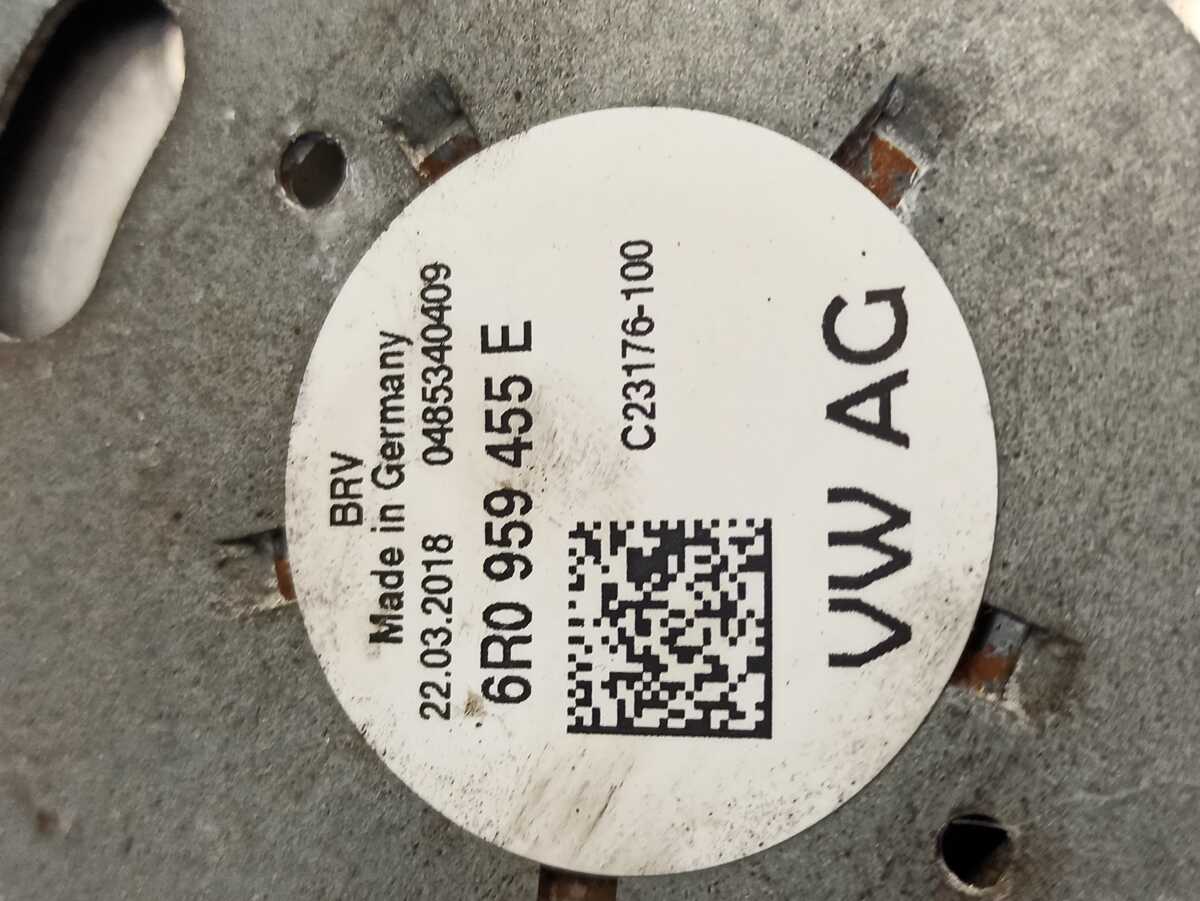 BRV
Made in Germany
22.03.2018 0485340409
6R0 959 455 E
C23176-100
VW AG